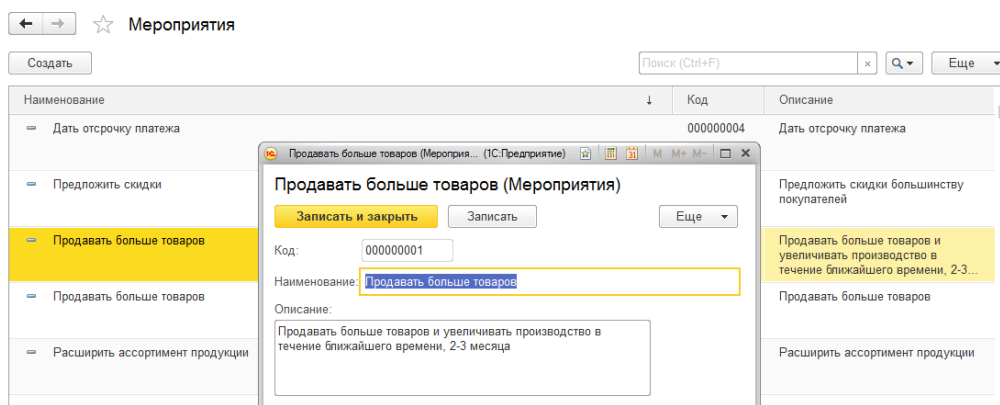 Мероприятия
Создать
Поиск (Ctrl+F)
×
Еще
Наименование ↓ Код Описание
Дать отсрочку платежа 000000004 Дать отсрочку платежа
Предложить скидки
Предложить скидки большинству
покупателей
Продавать больше товаров
Продавать больше товаров и
увеличивать производство в
течение ближайшего времени, 2-3...
Продавать больше товаров
Продавать больше товаров
Расширить ассортимент продукции
Расширить ассортимент продукции
1С Продавать больше товаров (Мероприя... (1С:Предприятие) 31 M M+ M-
Продавать больше товаров (Мероприятия)
Записать и закрыть Записать Еще
Код: 000000001
Наименование: Продавать больше товаров
Описание:
Продавать больше товаров и увеличивать производство в
течение ближайшего времени, 2-3 месяца